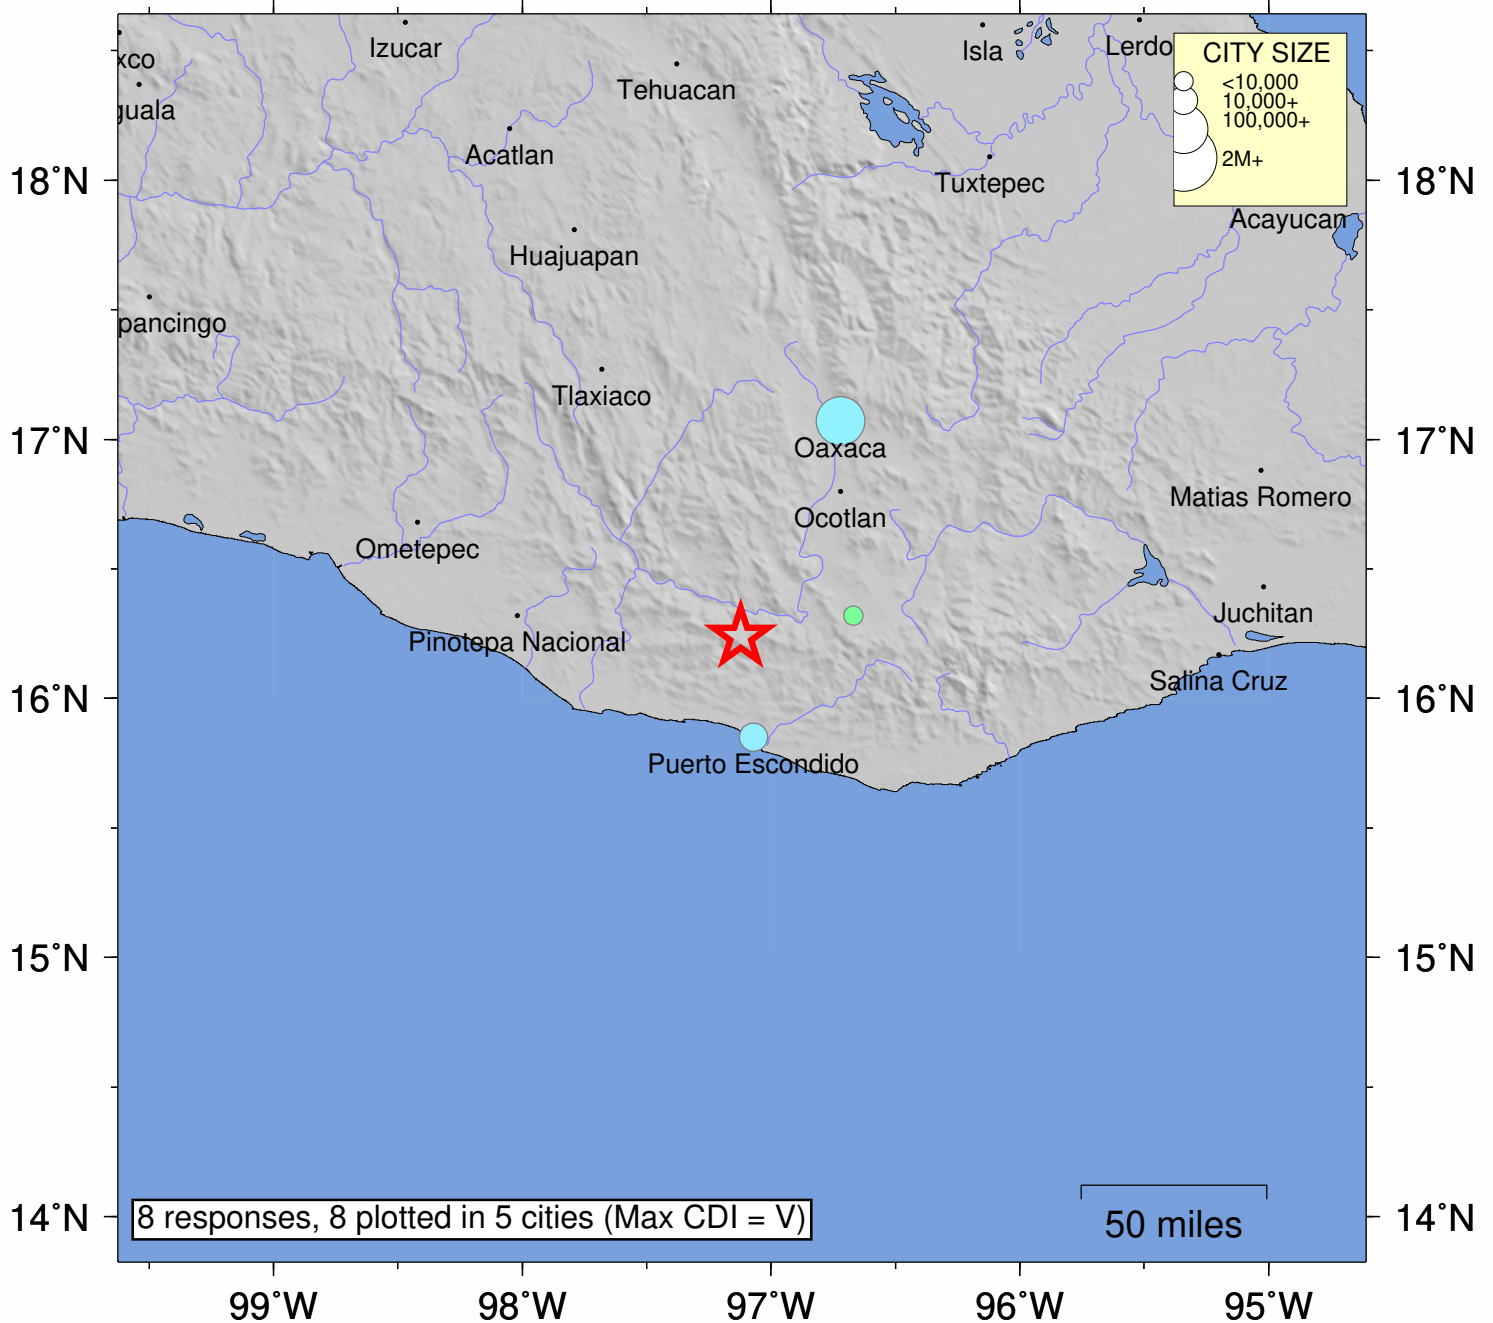 Izucar
Isla
Lerdo
CITY SIZE
xco
<10,000
Tehuacan
10,000+
guala
100,000+
Acatlan
2M+
18°N
Tuxtepec
18°N
Acayucan
Huajuapan
pancingo
Tlaxiaco
17°N
Oaxaca
17°N
Matias Romero
Ocotlan
Ometepec
Juchitan
Pinotepa Nacional
Salina Cruz
16°N
16°N
Puerto Escondido
15°N
15°N
14°N
8 responses, 8 plotted in 5 cities (Max CDI = V)
50 miles
14°N
99°W
98°W
97°W
96°W
95°W